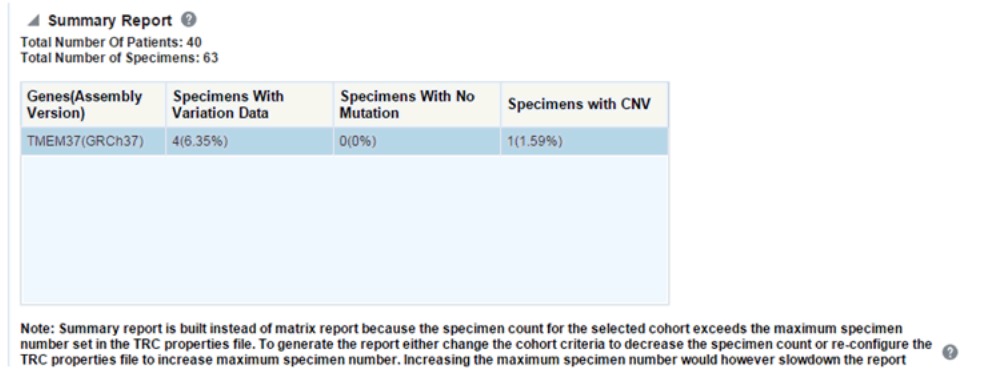 Summary Report
Total Number Of Patients: 40
Total Number of Specimens: 63
Genes(Assembly Version) Specimens With Variation Data Specimens With No Mutation Specimens with CNV
TMEM37(GRCh37) 4(6.35%) 0(0%) 1(1.59%)
Note: Summary report is built instead of matrix report because the specimen count for the selected cohort exceeds the maximum specimen
number set in the TRC properties file. To generate the report either change the cohort criteria to decrease the specimen count or re-configure the
TRC properties file to increase maximum specimen number. Increasing the maximum specimen number would however slowdown the report